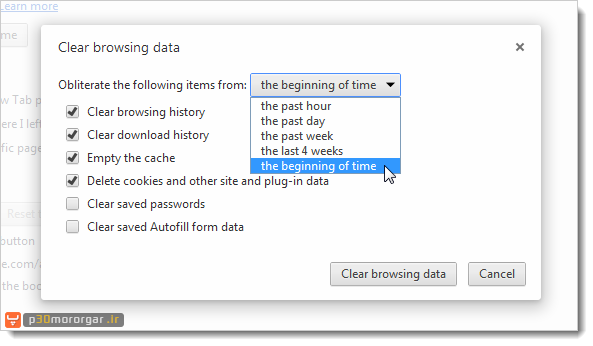 Learn more
me
Clear browsing data
Obliterate the following items from: the beginning of time
the past hour
the past day
the past week
the last 4 weeks
the beginning of time
Clear browsing history
Clear download history
Empty the cache
Delete cookies and other site and plug-in data
Clear saved passwords
Clear saved Autofill form data
Clear browsing data Cancel
w Tab p
ere I left
ific page
Reset t
button
e.com/
the boo
p30mororgar.ir